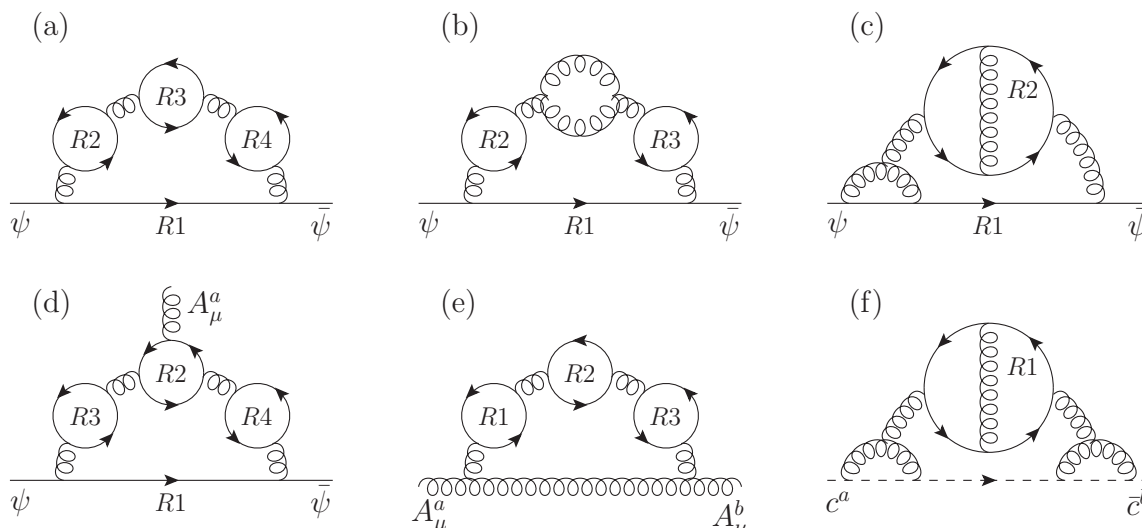 (a) (b) (c)
R3
R2 R4 R2 R3 R2
ψ R1 ψ̄ ψ R1 ψ̄ ψ R1 ψ̄
(d) A^a_μ (e) (f)
R2 R2 R1
R3 R4 R1 R3
ψ R1 ψ̄ A^a_μ A^b_μ c^a c̄^b